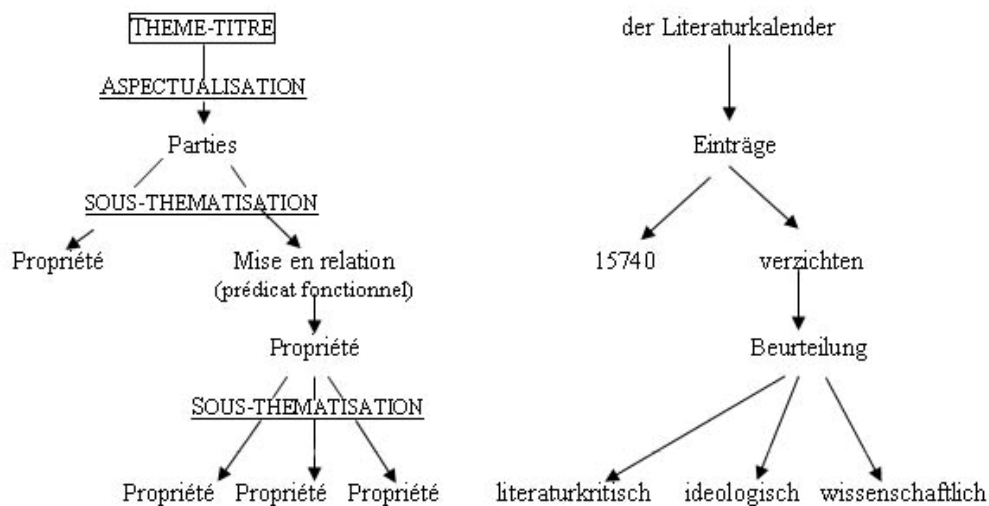 THEME-TITRE
ASPECTUALISATION
Parties
SOUS-THEMATISATION
Propriété
Mise en relation
(prédicat fonctionnel)
Propriété
SOUS-THEMATISATION
Propriété Propriété Propriété
der Literaturkalender
Einträge
15740
verzichten
Beurteilung
literaturkritisch ideologisch wissenschaftlich